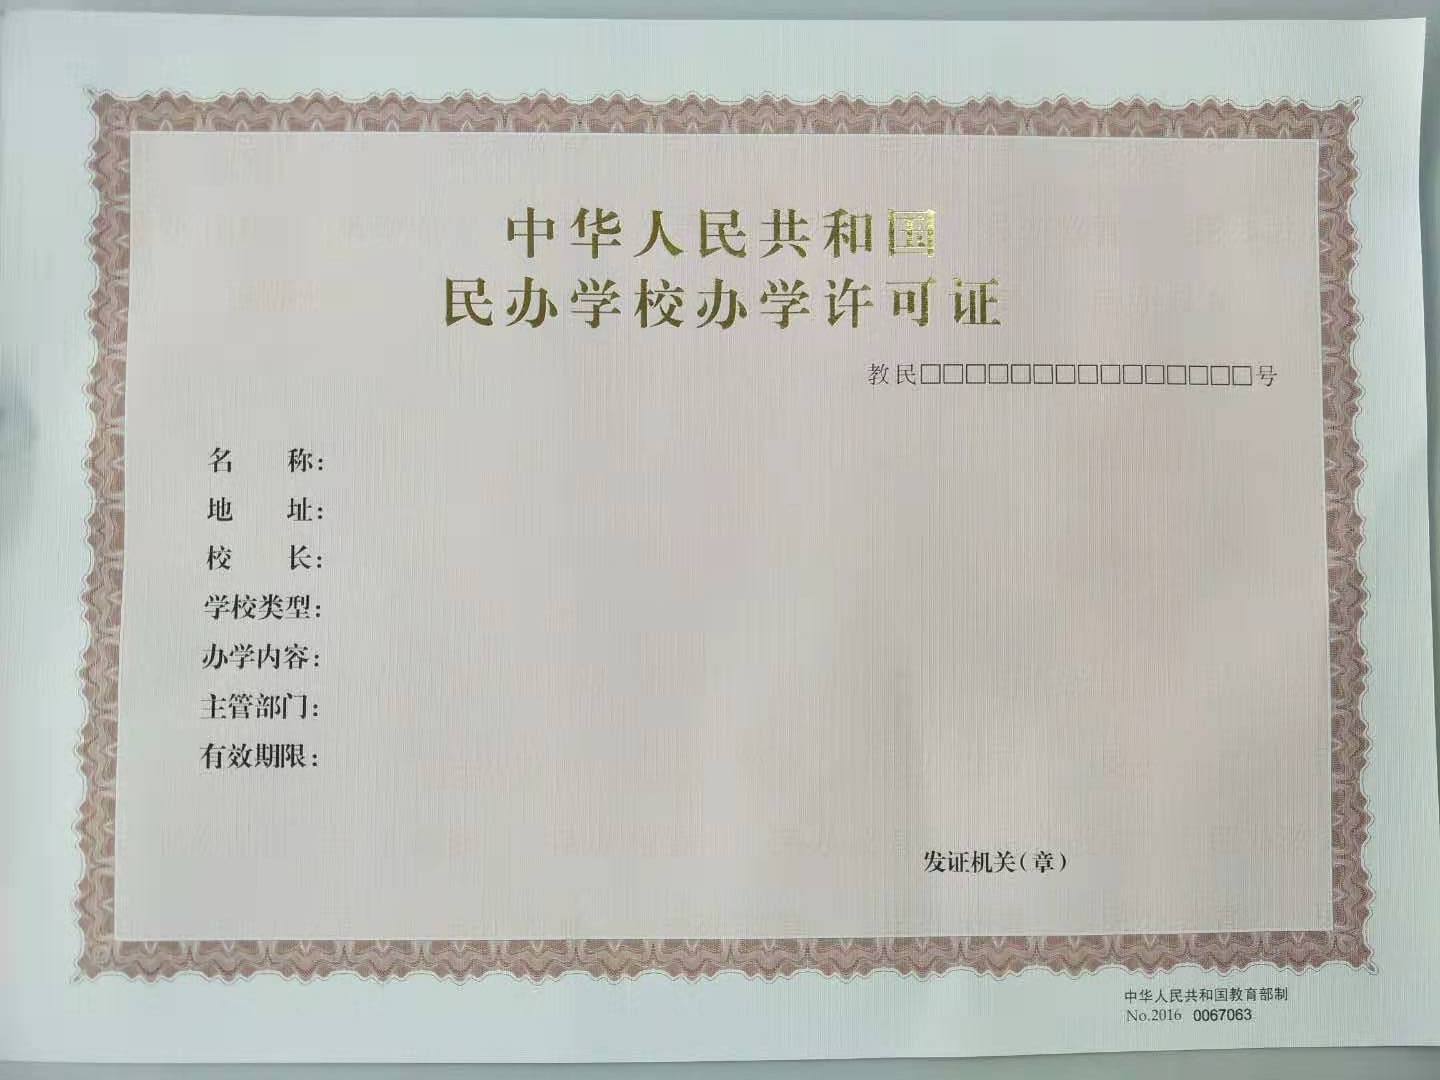 中华人民共和国
民办学校办学许可证
教民□□□□□□□□□□□□□□□号
名 称：
地 址：
校 长：
学校类型：
办学内容：
主管部门：
有效期限：
发证机关（章）
中华人民共和国教育部制
No.2016 0067063